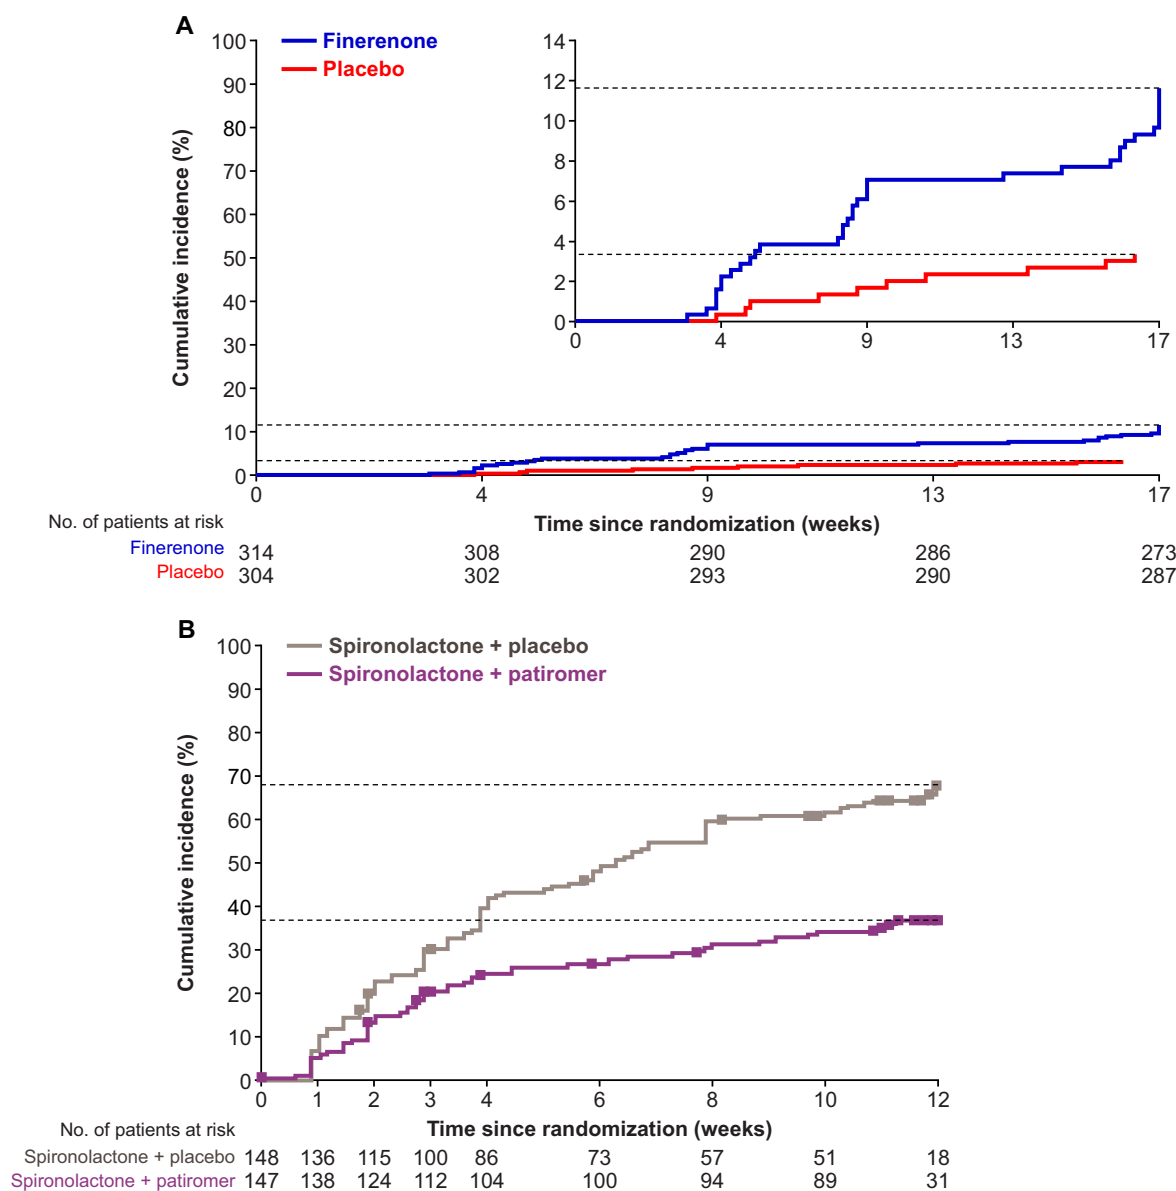 A
Finerenone
Placebo
Cumulative incidence (%)
100
90
80
70
60
50
40
30
20
10
0
0 4 9 13 17
14
12
10
8
6
4
2
0
0 4 9 13 17
Time since randomization (weeks)
No. of patients at risk
Finerenone 314 308 290 286 273
Placebo 304 302 293 290 287
B
Spironolactone + placebo
Spironolactone + patiromer
Cumulative incidence (%)
100
90
80
70
60
50
40
30
20
10
0
0 1 2 3 4 6 8 10 12
Time since randomization (weeks)
No. of patients at risk
Spironolactone + placebo 148 136 115 100 86 73 57 51 18
Spironolactone + patiromer 147 138 124 112 104 100 94 89 31